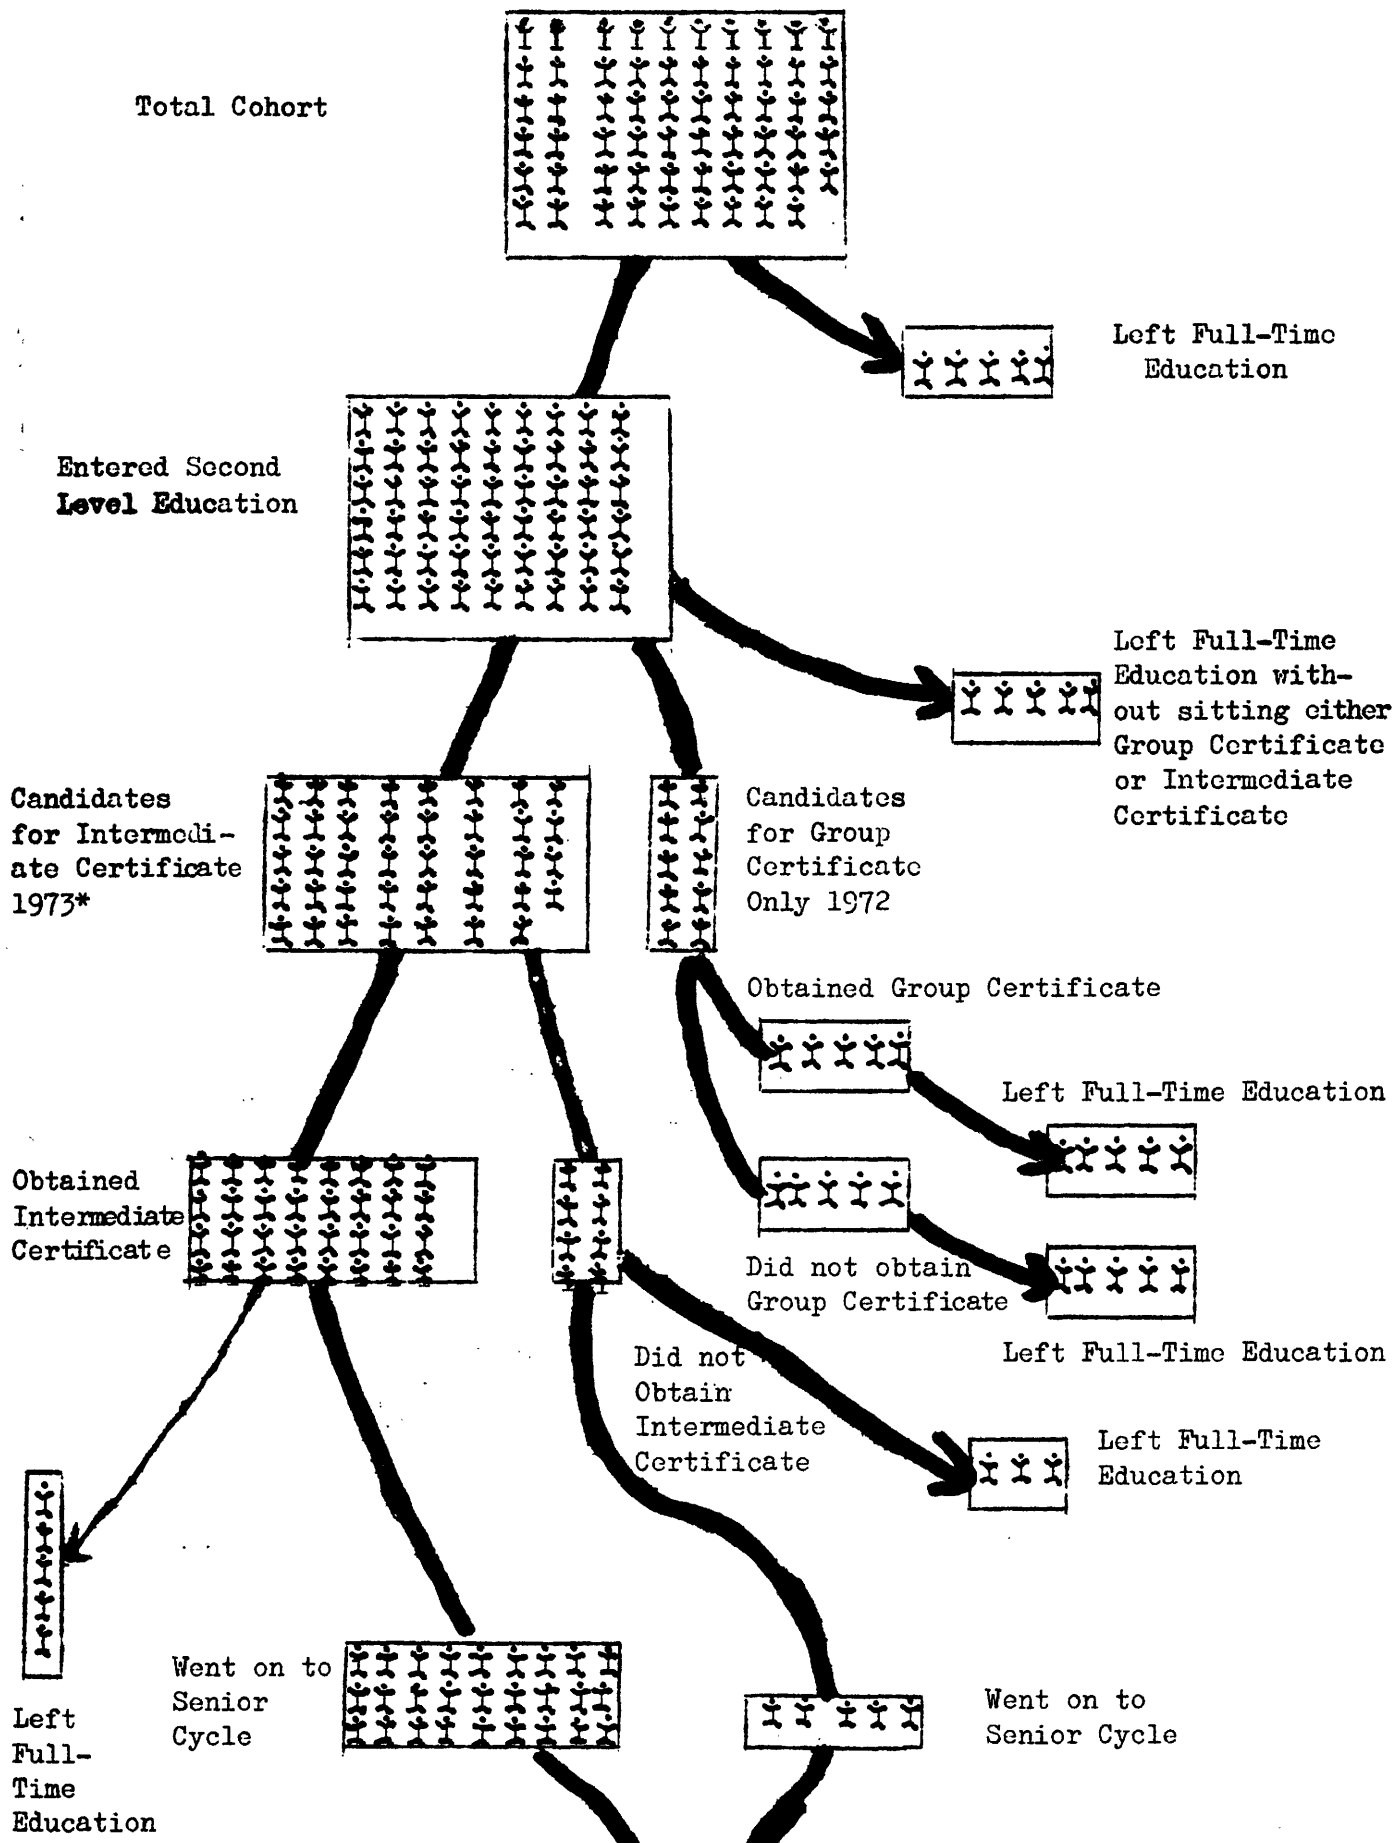 Total Cohort
Left Full-Time
Education
Entered Second
Level Education
Left Full-Time
Education with-
out sitting either
Group Certificate
or Intermediate
Certificate
Candidates
for Intermedi-
ate Certificate
1973*
Candidates
for Group
Certificate
Only 1972
Obtained Group Certificate
Left Full-Time Education
Obtained
Intermediate
Certificate
Did not obtain
Group Certificate
Left Full-Time Education
Did not
Obtain
Intermediate
Certificate
Left Full-Time
Education
Went on to
Senior
Cycle
Went on to
Senior Cycle
Left
Full-
Time
Education